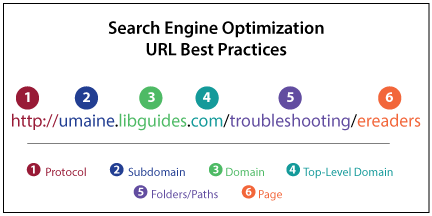 Search Engine Optimization
URL Best Practices
1 2 3 4 5 6
http://umaine.libguides.com/troubleshooting/ereaders
1 Protocol 2 Subdomain 3 Domain 4 Top-Level Domain
5 Folders/Paths 6 Page